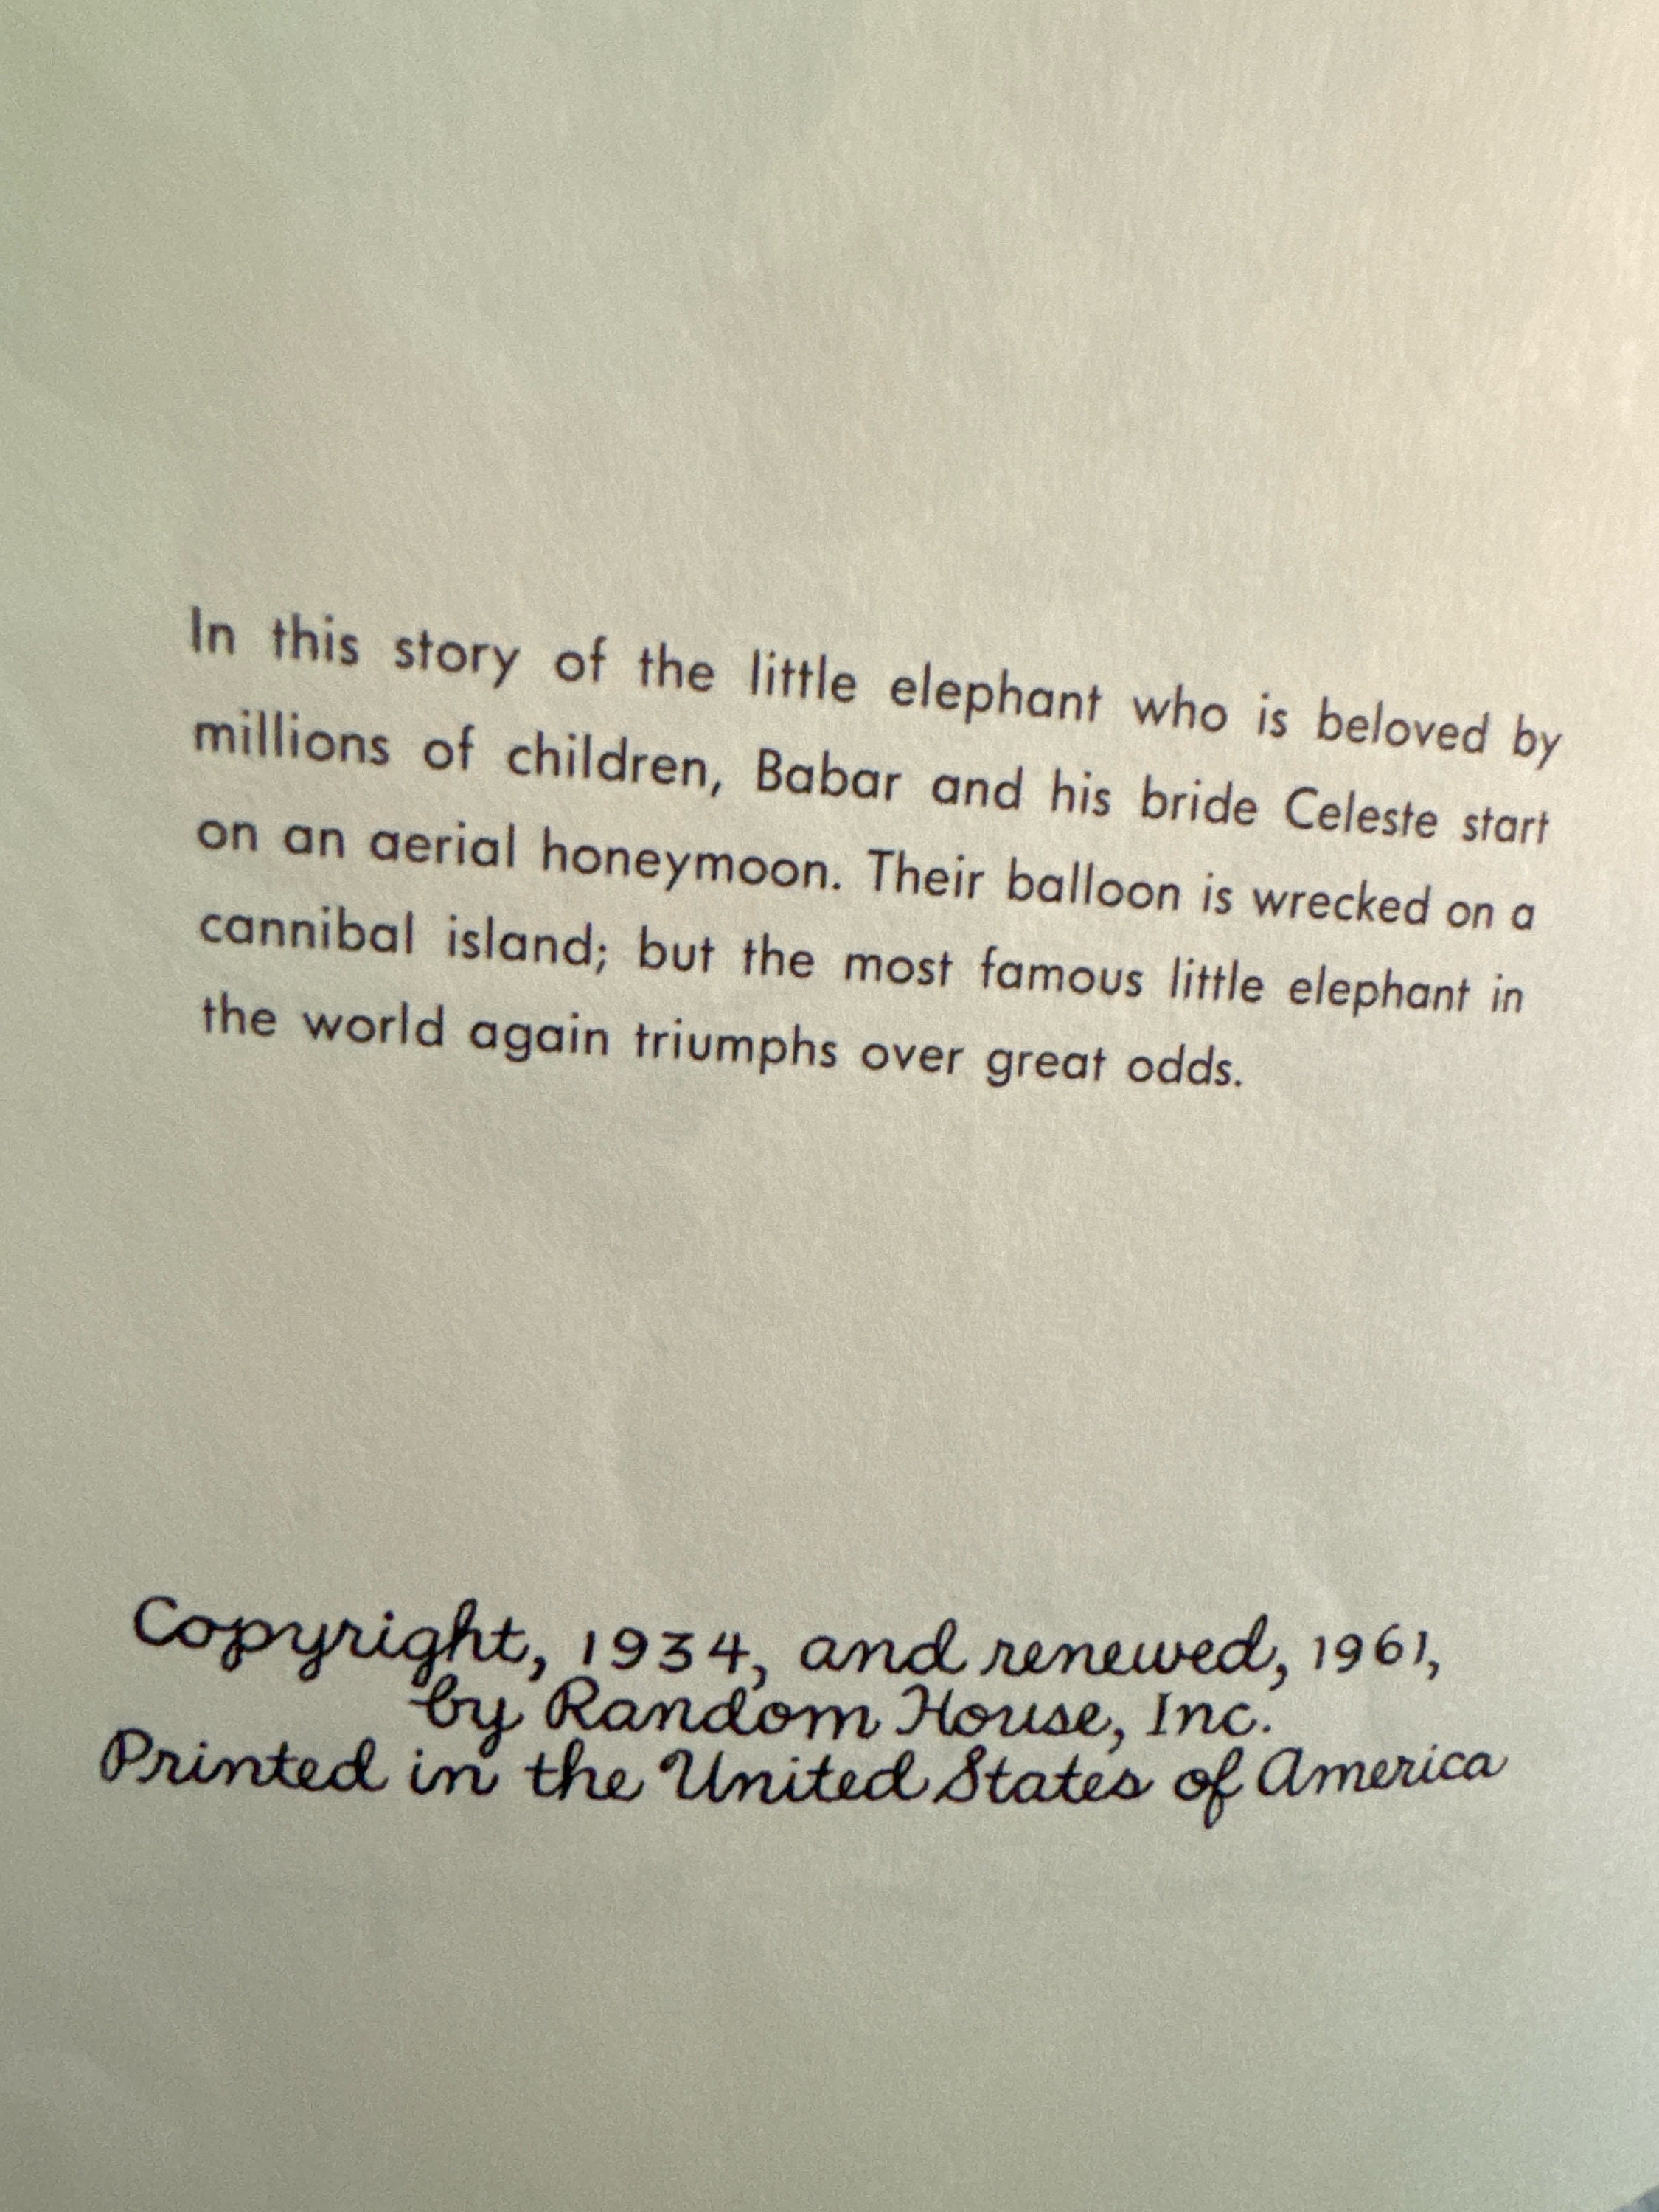 In this story of the little elephant who is beloved by
millions of children, Babar and his bride Celeste start
on an aerial honeymoon. Their balloon is wrecked on a
cannibal island; but the most famous little elephant in
the world again triumphs over great odds.
Copyright, 1934, and renewed, 1961,
by Random House, Inc.
Printed in the United States of America